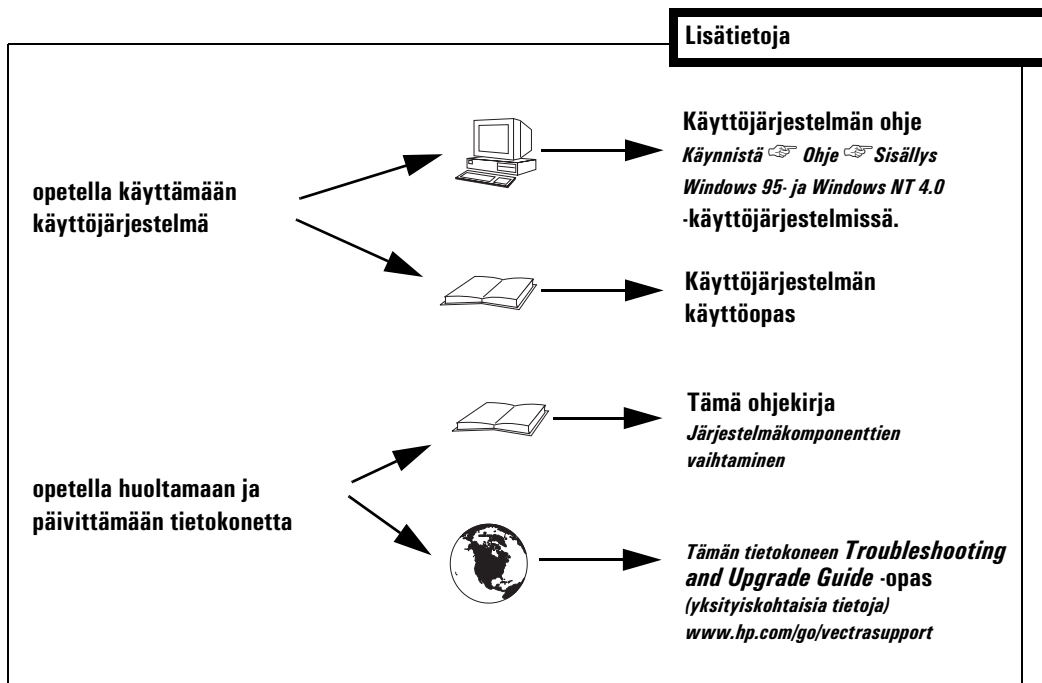 Lisätietoja
opetella käyttämään
käyttöjärjestelmä
Käyttöjärjestelmän ohje
Käynnistä ☞ Ohje ☞ Sisällys
Windows 95- ja Windows NT 4.0
-käyttöjärjestelmissä.
Käyttöjärjestelmän
käyttöopas
opetella huoltamaan ja
päivittämään tietokonetta
Tämä ohjekirja
Järjestelmäkomponenttien
vaihtaminen
Tämän tietokoneen Troubleshooting
and Upgrade Guide -opas
(yksityiskohtaisia tietoja)
www.hp.com/go/vectrasupport